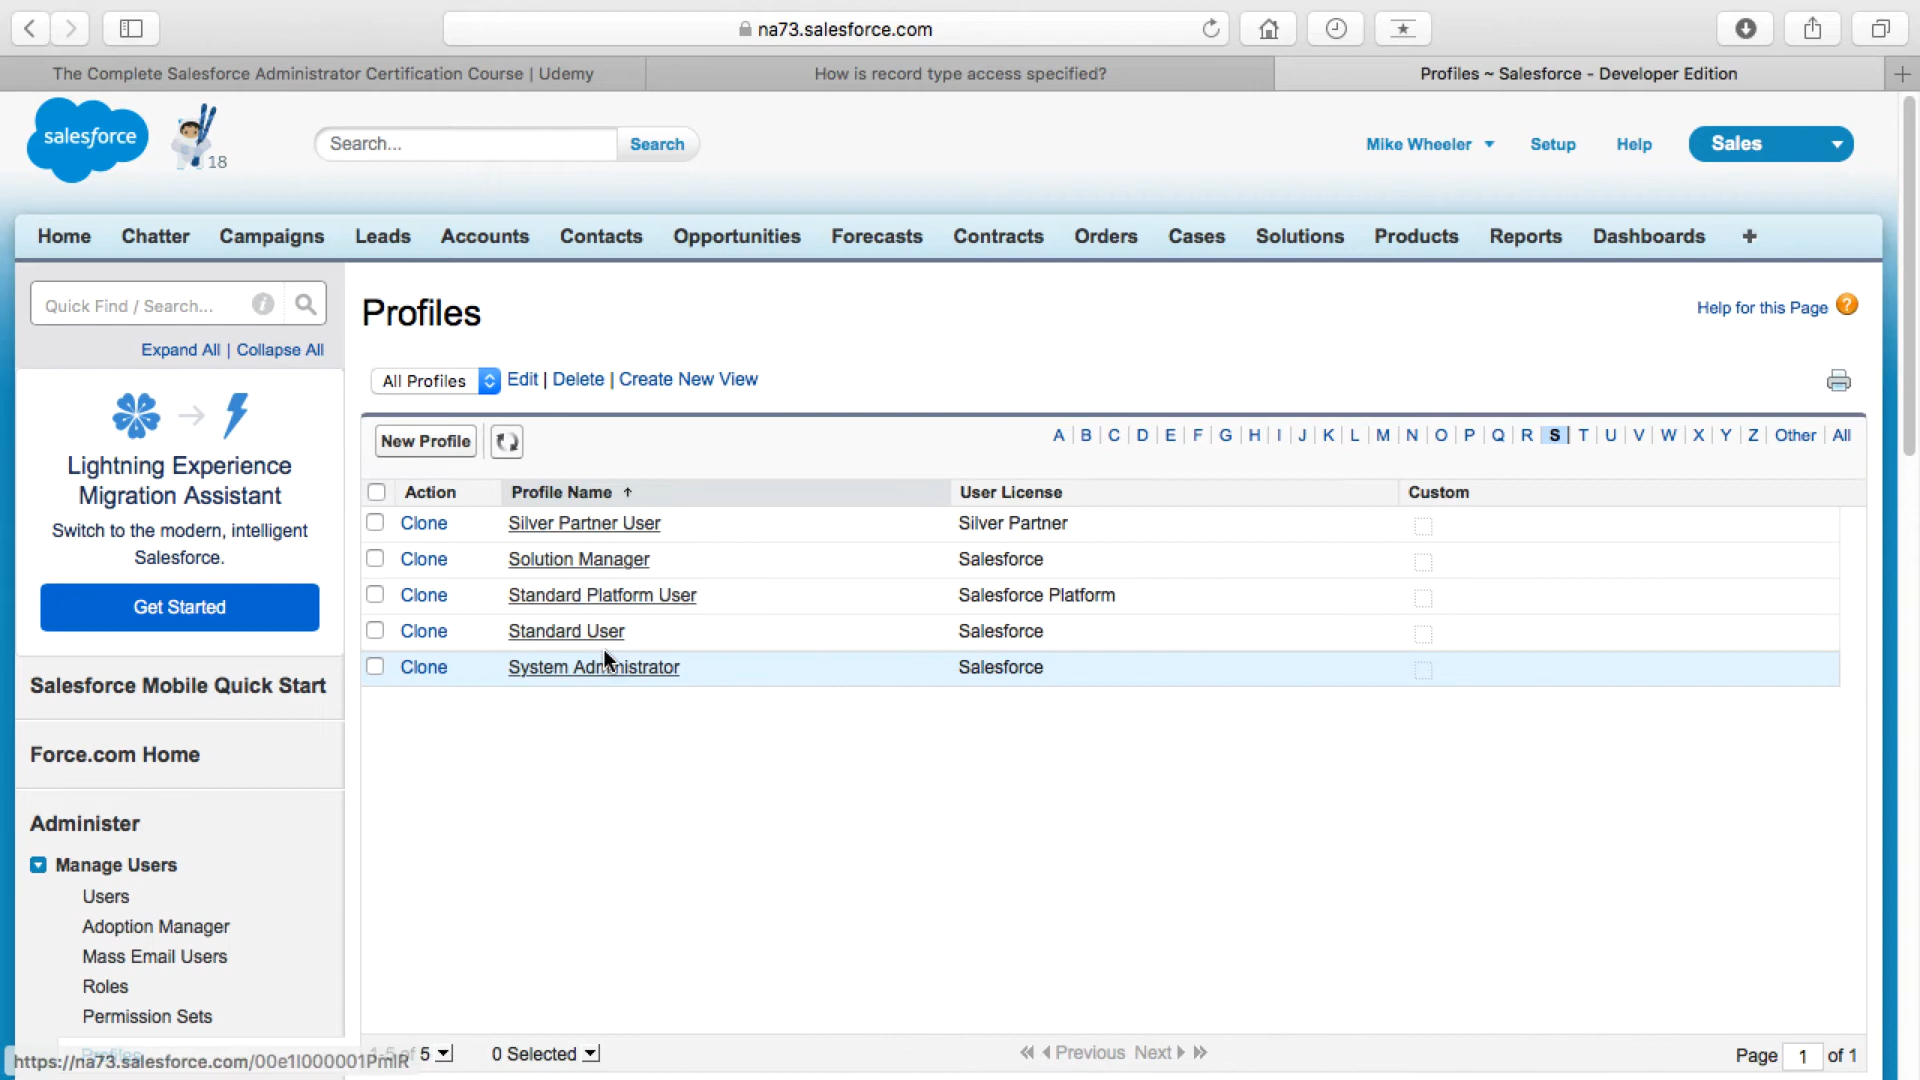 na73.salesforce.com
The Complete Salesforce Administrator Certification Course | Udemy
How is record type access specified?
Profiles ~ Salesforce - Developer Edition
salesforce
18
Search...
Search
Mike Wheeler
Setup
Help
Sales
Home
Chatter
Campaigns
Leads
Accounts
Contacts
Opportunities
Forecasts
Contracts
Orders
Cases
Solutions
Products
Reports
Dashboards
+
Quick Find / Search...
Expand All | Collapse All
Lightning Experience
Migration Assistant
Switch to the modern, intelligent
Salesforce.
Get Started
Salesforce Mobile Quick Start
Force.com Home
Administer
Manage Users
Users
Adoption Manager
Mass Email Users
Roles
Permission Sets
Profiles
https://na73.salesforce.com/00e1I000001PmIR
Profiles
Help for this Page ?
All Profiles
Edit | Delete | Create New View
New Profile
A | B | C | D | E | F | G | H | I | J | K | L | M | N | O | P | Q | R | S | T | U | V | W | X | Y | Z | Other | All
Action Profile Name User License Custom
Clone Silver Partner User Silver Partner
Clone Solution Manager Salesforce
Clone Standard Platform User Salesforce Platform
Clone Standard User Salesforce
Clone System Administrator Salesforce
1-5 of 5
0 Selected
Previous Next
Page 1 of 1